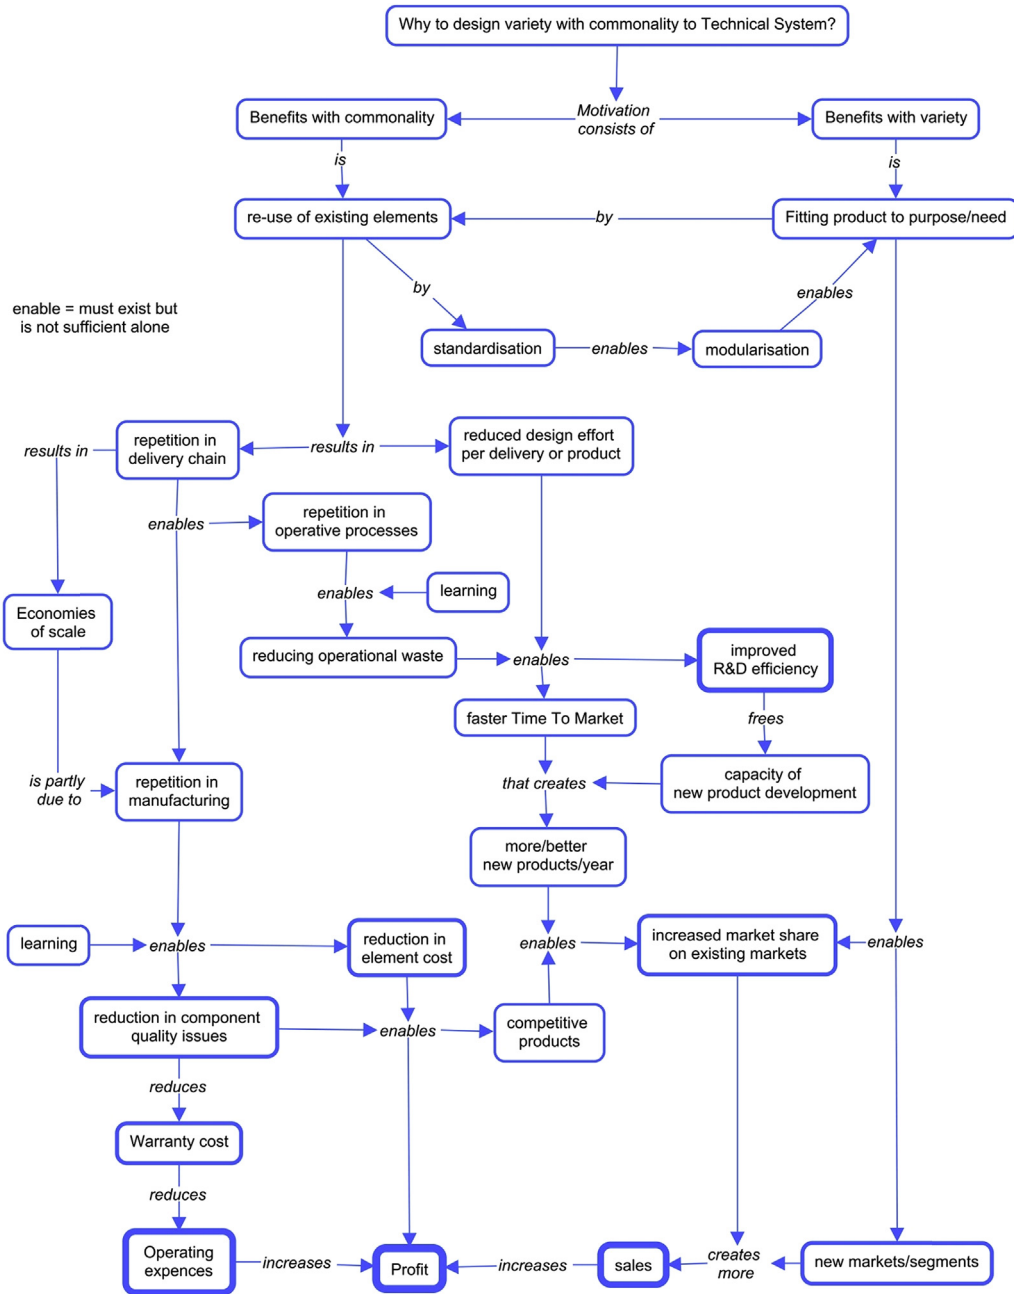 Why to design variety with commonality to Technical System?
Benefits with commonality
Motivation
consists of
Benefits with variety
is
is
re-use of existing elements
by
Fitting product to purpose/need
by
enables
enable = must exist but
is not sufficient alone
standardisation
enables
modularisation
results in
repetition in
delivery chain
results in
reduced design effort
per delivery or product
enables
repetition in
operative processes
enables
learning
Economies
of scale
reducing operational waste
enables
improved
R&D efficiency
faster Time To Market
frees
is partly
due to
repetition in
manufacturing
that creates
capacity of
new product development
more/better
new products/year
learning
enables
reduction in
element cost
enables
increased market share
on existing markets
enables
reduction in component
quality issues
enables
competitive
products
reduces
Warranty cost
reduces
Operating
expences
increases
Profit
increases
sales
creates
more
new markets/segments